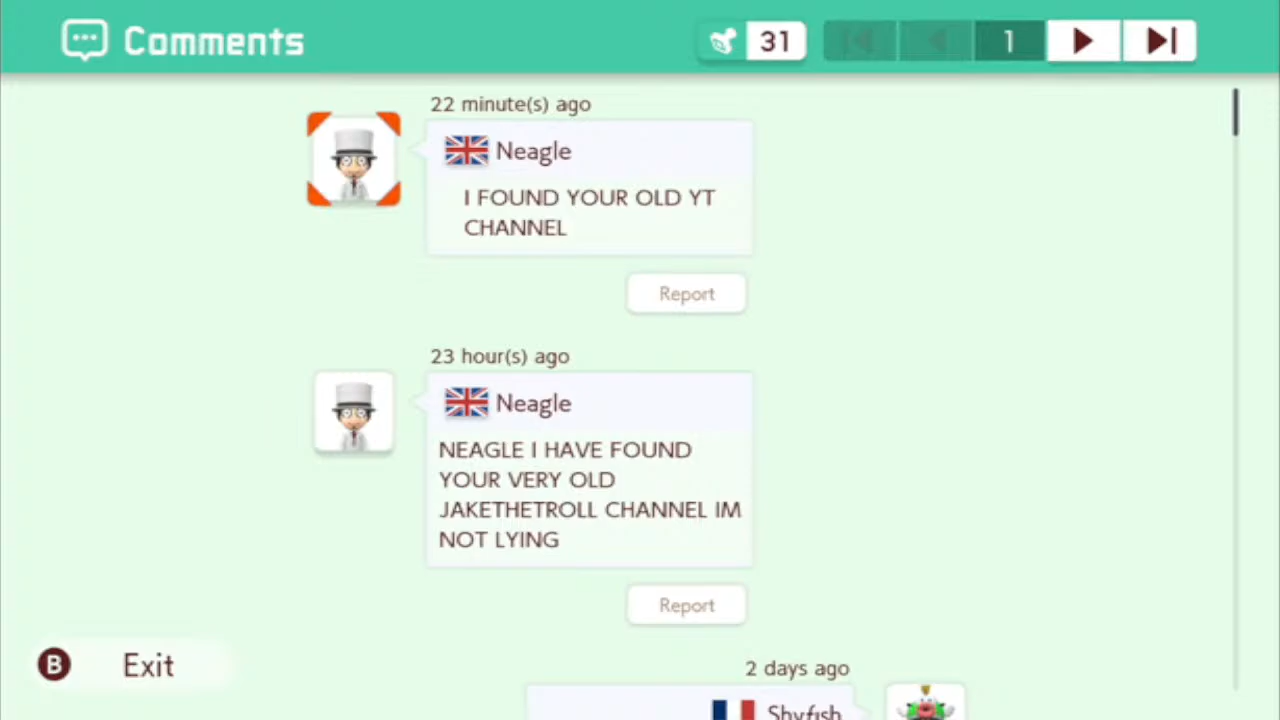 Comments
31
1
22 minute(s) ago
Neagle
I FOUND YOUR OLD YT
CHANNEL
Report
23 hour(s) ago
Neagle
NEAGLE I HAVE FOUND
YOUR VERY OLD
JAKETHETROLL CHANNEL IM
NOT LYING
Report
2 days ago
Shyfish
B Exit